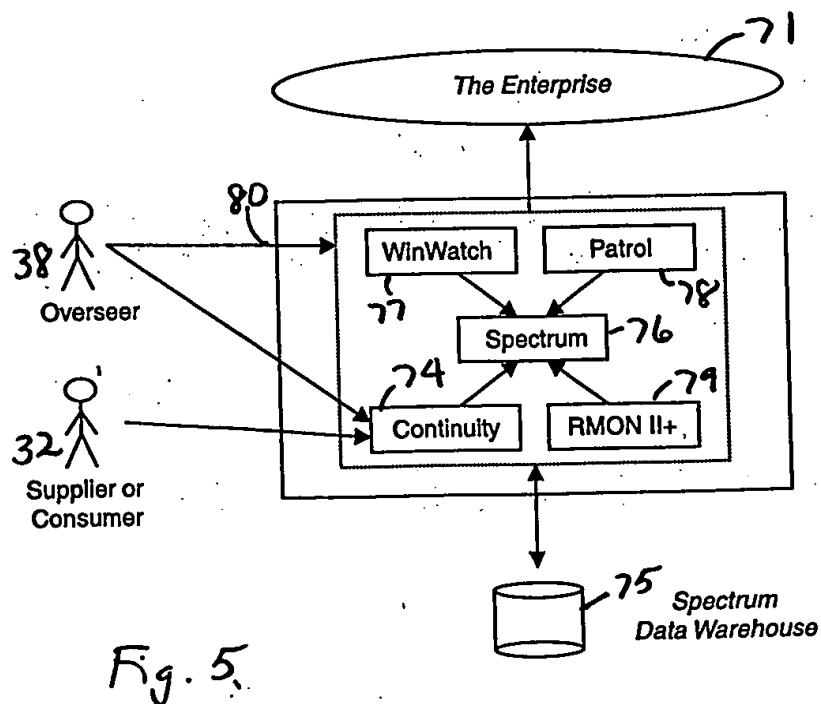 71
The Enterprise
80
38
Overseer
WinWatch
77
Patrol
78
Spectrum
76
74
Continuity
79
RMON II+
32
Supplier or
Consumer
75
Spectrum
Data Warehouse
Fig. 5